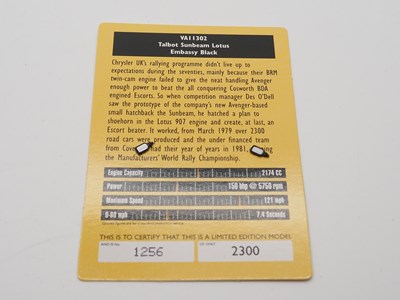 VA11302
Talbot Sunbeam Lotus
Embassy Black
Chrysler UK's rallying programme didn't live up to
expectations during the seventies, mainly because their BRM
twin-cam engine failed to give the neat handling Avenger
enough power to beat the all conquering Cosworth BDA
engined Escorts. So when competition manager Des O'Dell
saw the prototype of the company's new Avenger-based
small hatchback the Sunbeam, he hatched a plan to
shoehorn in the Lotus 907 engine and create, at last, an
Escort beater. It worked, from March 1979 over 2300
road cars were produced and the under financed team
from Cove had their year of years in 1981,
the Manufacturers' World Rally Championship.
Engine Capacity 2174 CC
Power 150 bhp @ 5750 rpm
Maximum Speed 121 mph
0-60 mph 7.4 Seconds
THIS IS TO CERTIFY THAT THIS IS A LIMITED EDITION MODEL
1256
2300